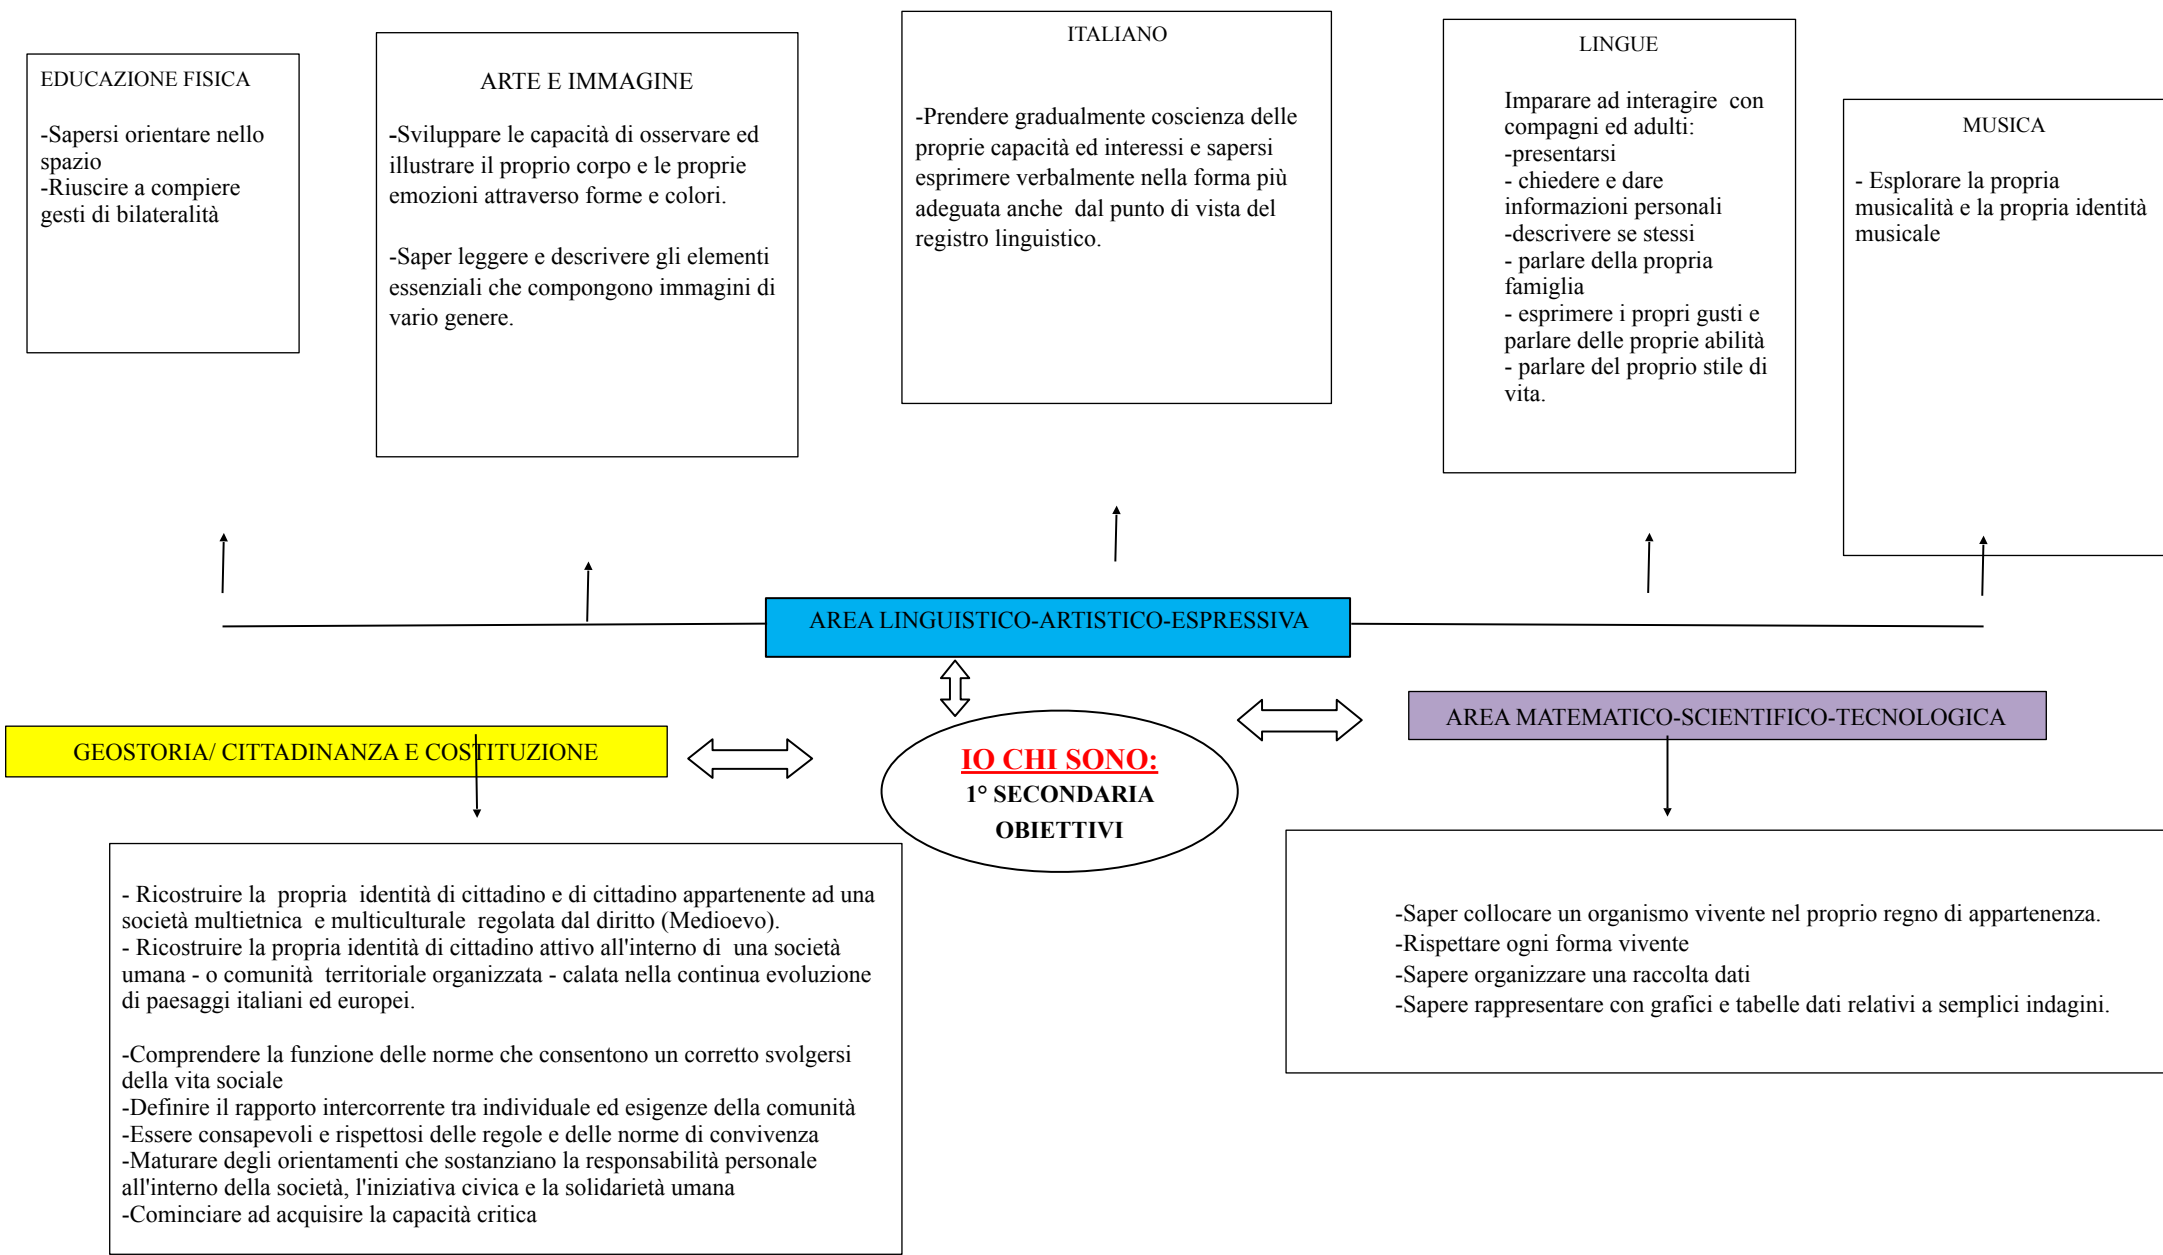 EDUCAZIONE FISICA
-Sapersi orientare nello
spazio
-Riuscire a compiere
gesti di bilateralità
ARTE E IMMAGINE
-Sviluppare le capacità di osservare ed
illustrare il proprio corpo e le proprie
emozioni attraverso forme e colori.
-Saper leggere e descrivere gli elementi
essenziali che compongono immagini di
vario genere.
ITALIANO
-Prendere gradualmente coscienza delle
proprie capacità ed interessi e sapersi
esprimere verbalmente nella forma più
adeguata anche  dal punto di vista del
registro linguistico.
LINGUE
Imparare ad interagire  con
compagni ed adulti:
-presentarsi
- chiedere e dare
informazioni personali
-descrivere se stessi
- parlare della propria
famiglia
- esprimere i propri gusti e
parlare delle proprie abilità
- parlare del proprio stile di
vita.
MUSICA
- Esplorare la propria
musicalità e la propria identità
musicale
AREA LINGUISTICO-ARTISTICO-ESPRESSIVA
GEOSTORIA/ CITTADINANZA E COSTITUZIONE
IO CHI SONO:
1° SECONDARIA
OBIETTIVI
AREA MATEMATICO-SCIENTIFICO-TECNOLOGICA
- Ricostruire la  propria  identità di cittadino e di cittadino appartenente ad una
società multietnica  e multiculturale  regolata dal diritto (Medioevo).
- Ricostruire la propria identità di cittadino attivo all'interno di  una società
umana - o comunità  territoriale organizzata - calata nella continua evoluzione
di paesaggi italiani ed europei.
-Comprendere la funzione delle norme che consentono un corretto svolgersi
della vita sociale
-Definire il rapporto intercorrente tra individuale ed esigenze della comunità
-Essere consapevoli e rispettosi delle regole e delle norme di convivenza
-Maturare degli orientamenti che sostanziano la responsabilità personale
all'interno della società, l'iniziativa civica e la solidarietà umana
-Cominciare ad acquisire la capacità critica
-Saper collocare un organismo vivente nel proprio regno di appartenenza.
-Rispettare ogni forma vivente
-Sapere organizzare una raccolta dati
-Sapere rappresentare con grafici e tabelle dati relativi a semplici indagini.